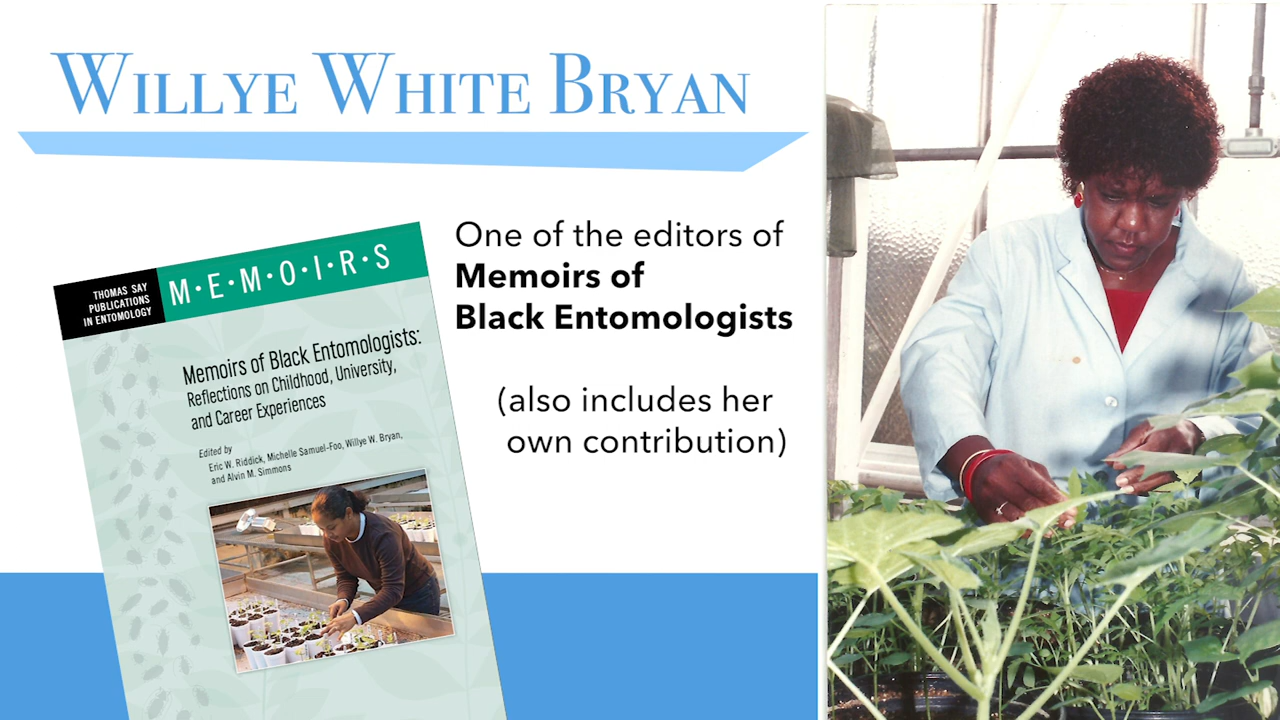 WILLYE WHITE BRYAN
One of the editors of
Memoirs of
Black Entomologists
(also includes her
own contribution)
THOMAS SAY
PUBLICATIONS
IN ENTOMOLOGY
M·E·M·O·I·R·S
Memoirs of Black Entomologists:
Reflections on Childhood, University,
and Career Experiences
Edited by
Eric W. Riddick, Michelle Samuel-Foo, Willye W. Bryan,
and Alvin M. Simmons